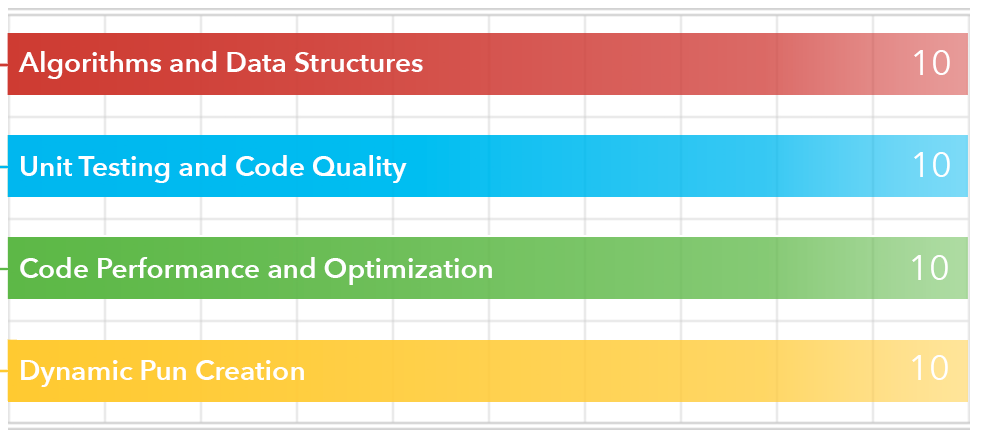 Algorithms and Data Structures 10
Unit Testing and Code Quality 10
Code Performance and Optimization 10
Dynamic Pun Creation 10